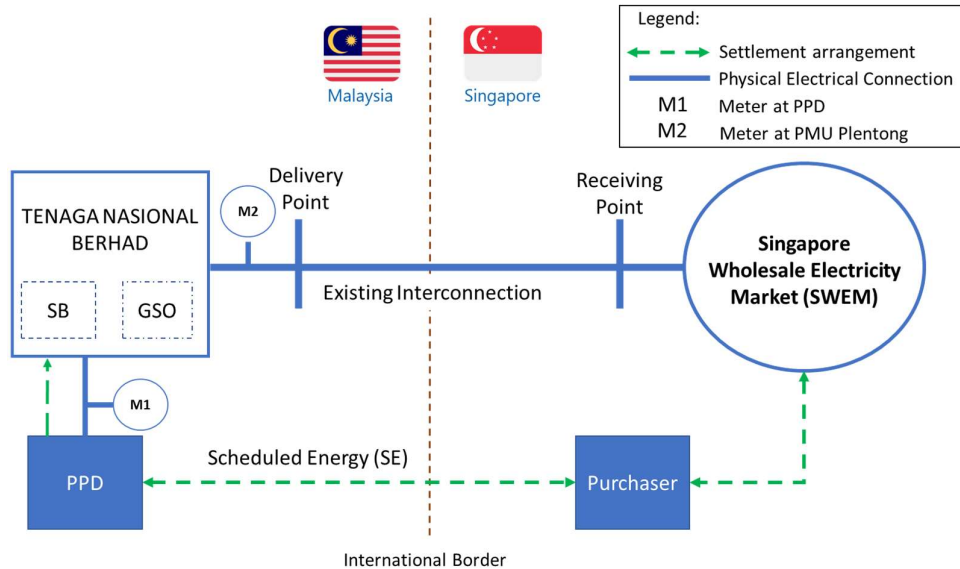 Malaysia
Singapore
Legend:
Settlement arrangement
Physical Electrical Connection
M1 Meter at PPD
M2 Meter at PMU Plentong
TENAGA NASIONAL
BERHAD
SB
GSO
M2
Delivery
Point
Receiving
Point
Existing Interconnection
Singapore
Wholesale Electricity
Market (SWEM)
M1
PPD
Scheduled Energy (SE)
Purchaser
International Border